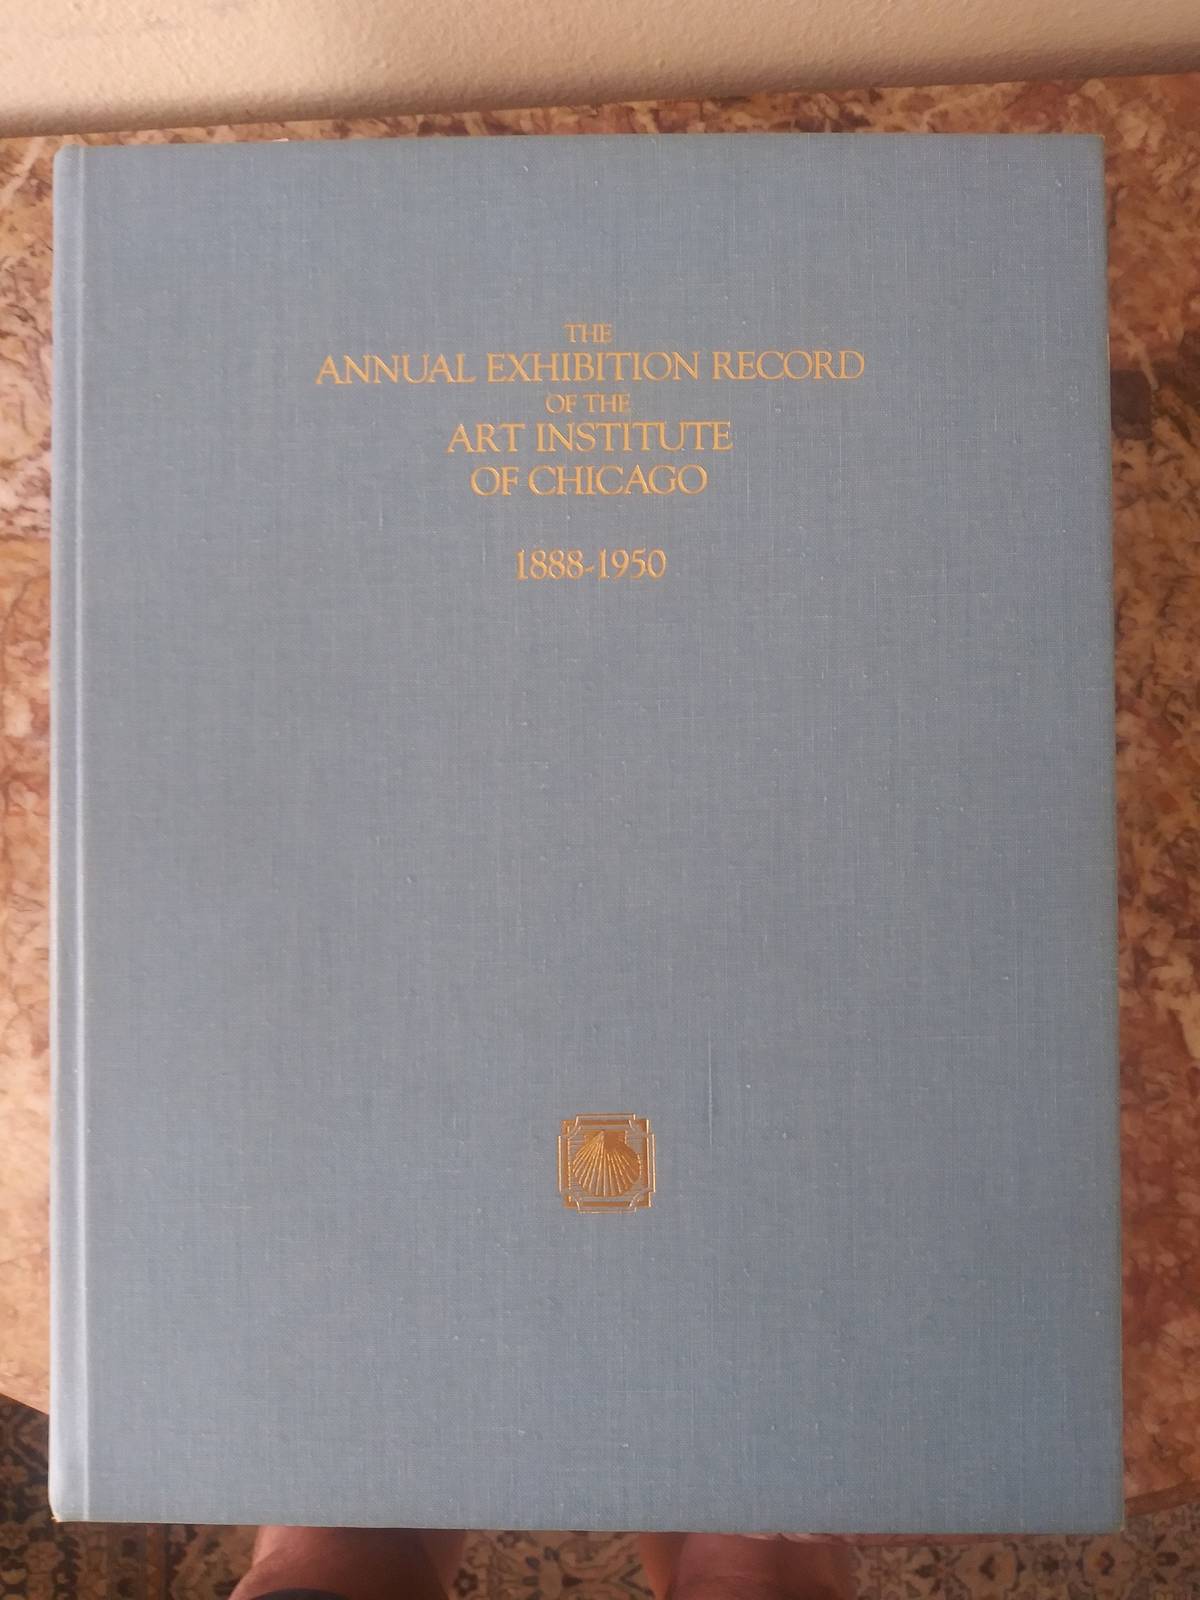 THE
ANNUAL EXHIBITION RECORD
OF THE
ART INSTITUTE
OF CHICAGO
1888-1950